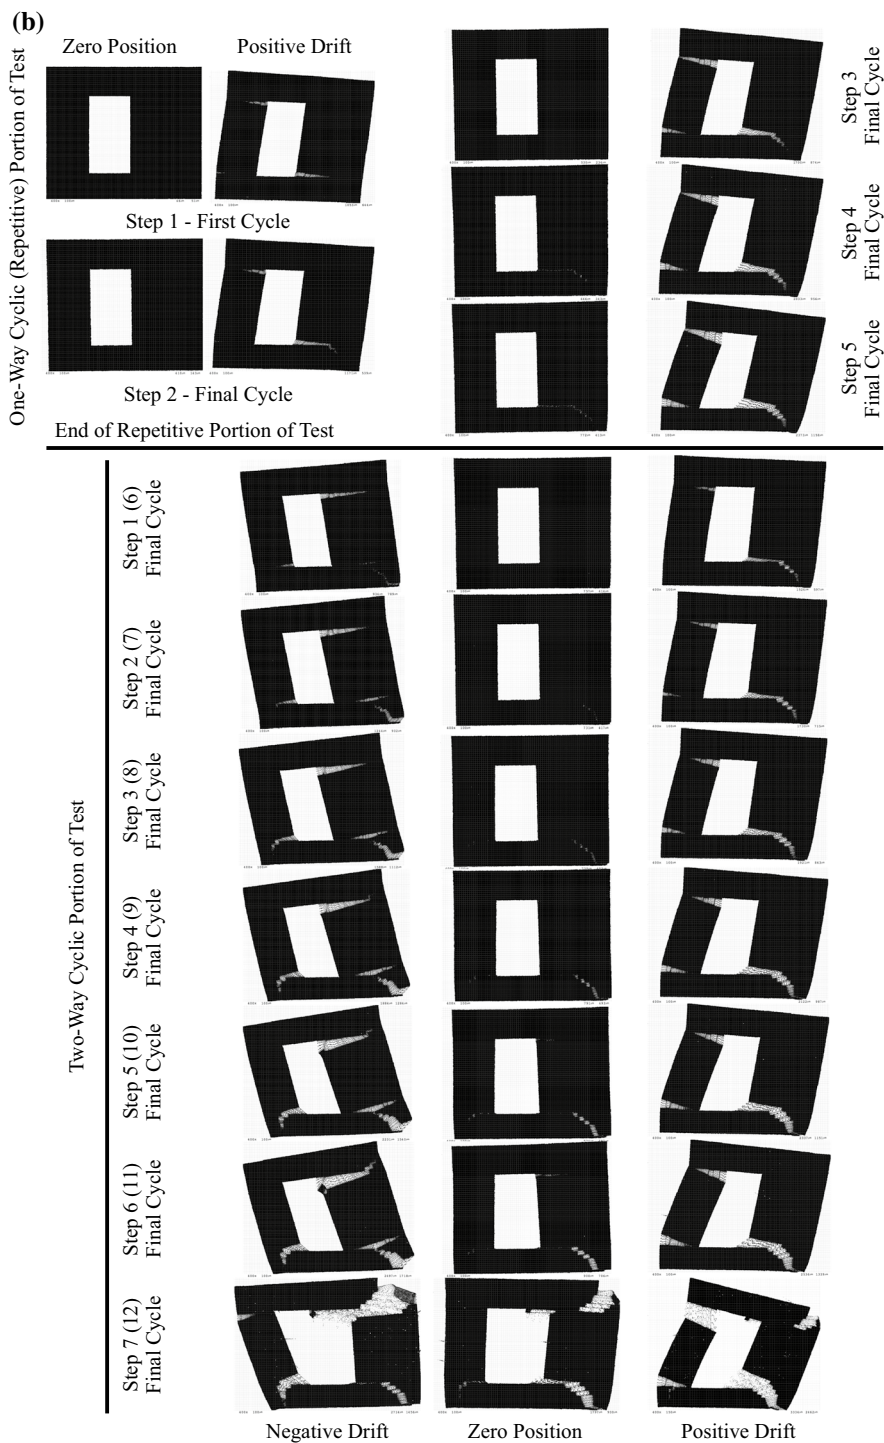 (b)
One-Way Cyclic (Repetitive) Portion of Test
Zero Position
Positive Drift
Step 1 - First Cycle
Step 2 - Final Cycle
End of Repetitive Portion of Test
Step 3
Final Cycle
Step 4
Final Cycle
Step 5
Final Cycle
Two-Way Cyclic Portion of Test
Step 1 (6)
Final Cycle
Step 2 (7)
Final Cycle
Step 3 (8)
Final Cycle
Step 4 (9)
Final Cycle
Step 5 (10)
Final Cycle
Step 6 (11)
Final Cycle
Step 7 (12)
Final Cycle
Negative Drift
Zero Position
Positive Drift